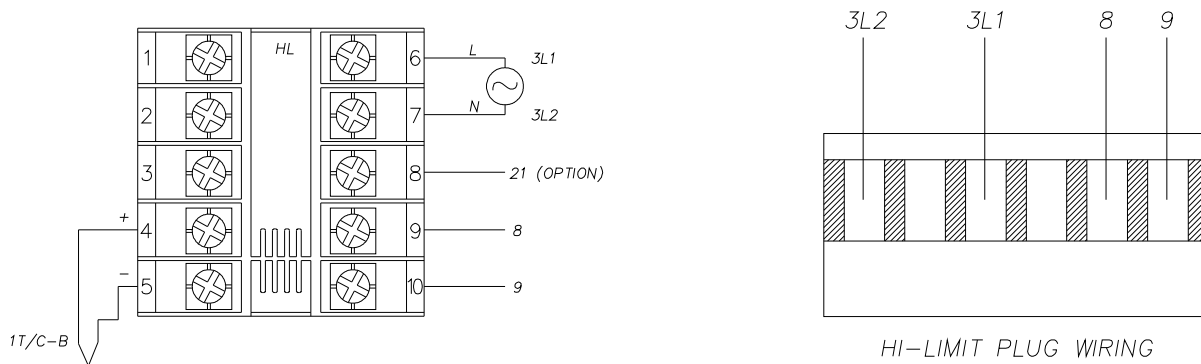 HL
1
2
3
4
5
6
7
8
9
10
L
N
3L1
3L2
21 (OPTION)
8
9
+
-
1T/C-B
3L2 3L1 8 9
HI-LIMIT PLUG WIRING